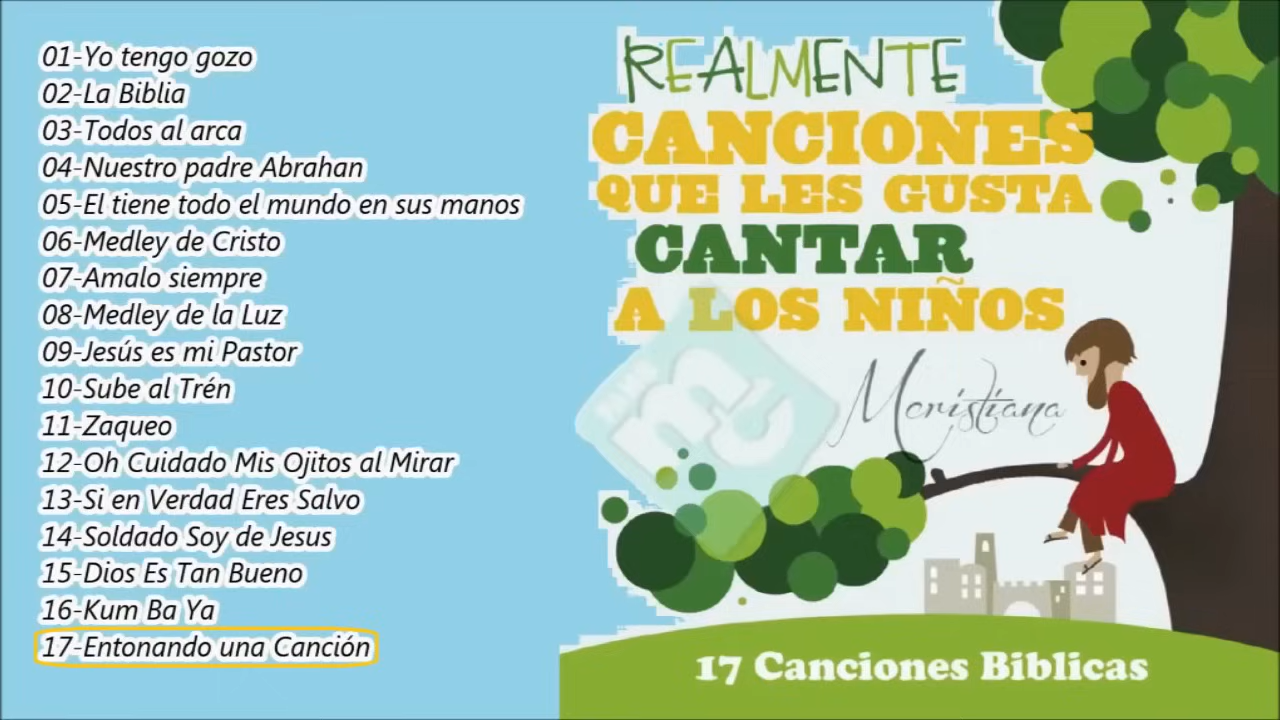 01-Yo tengo gozo
02-La Biblia
03-Todos al arca
04-Nuestro padre Abrahan
05-El tiene todo el mundo en sus manos
06-Medley de Cristo
07-Amalo siempre
08-Medley de la Luz
09-Jesús es mi Pastor
10-Sube al Trén
11-Zaqueo
12-Oh Cuidado Mis Ojitos al Mirar
13-Si en Verdad Eres Salvo
14-Soldado Soy de Jesus
15-Dios Es Tan Bueno
16-Kum Ba Ya
17-Entonando una Canción
REALMENTE
CANCIONES
QUE LES GUSTA
CANTAR
A LOS NIÑOS
Mcristiana
17 Canciones Biblicas